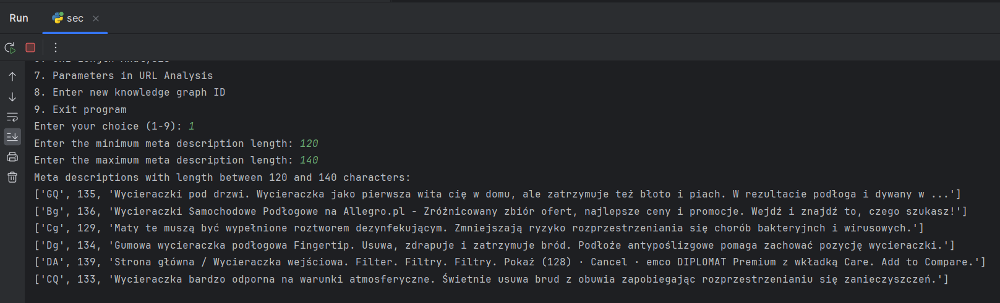 Run sec
7. Parameters in URL Analysis
8. Enter new knowledge graph ID
9. Exit program
Enter your choice (1-9): 1
Enter the minimum meta description length: 120
Enter the maximum meta description length: 140
Meta descriptions with length between 120 and 140 characters:
['GQ', 135, 'Wycieraczki pod drzwi. Wycieraczka jako pierwsza wita cię w domu, ale zatrzymuje też błoto i piach. W rezultacie podłoga i dywany w ...']
['Bg', 136, 'Wycieraczki Samochodowe Podłogowe na Allegro.pl - Zróżnicowany zbiór ofert, najlepsze ceny i promocje. Wejdź i znajdź to, czego szukasz!']
['Cg', 129, 'Maty te muszą być wypełnione roztworem dezynfekującym. Zmniejszają ryzyko rozprzestrzeniania się chorób bakteryjnch i wirusowych.']
['Dg', 134, 'Gumowa wycieraczka podłogowa Fingertip. Usuwa, zdrapuje i zatrzymuje bród. Podłoże antypoślizgowe pomaga zachować pozycję wycieraczki.']
['DA', 139, 'Strona główna / Wycieraczka wejściowa. Filter. Filtry. Filtry. Pokaż (128) · Cancel · emco DIPLOMAT Premium z wkładką Care. Add to Compare.']
['CQ', 133, 'Wycieraczka bardzo odporna na warunki atmosferyczne. Świetnie usuwa brud z obuwia zapobiegając rozprzestrzenianiu się zanieczyszczeń.']